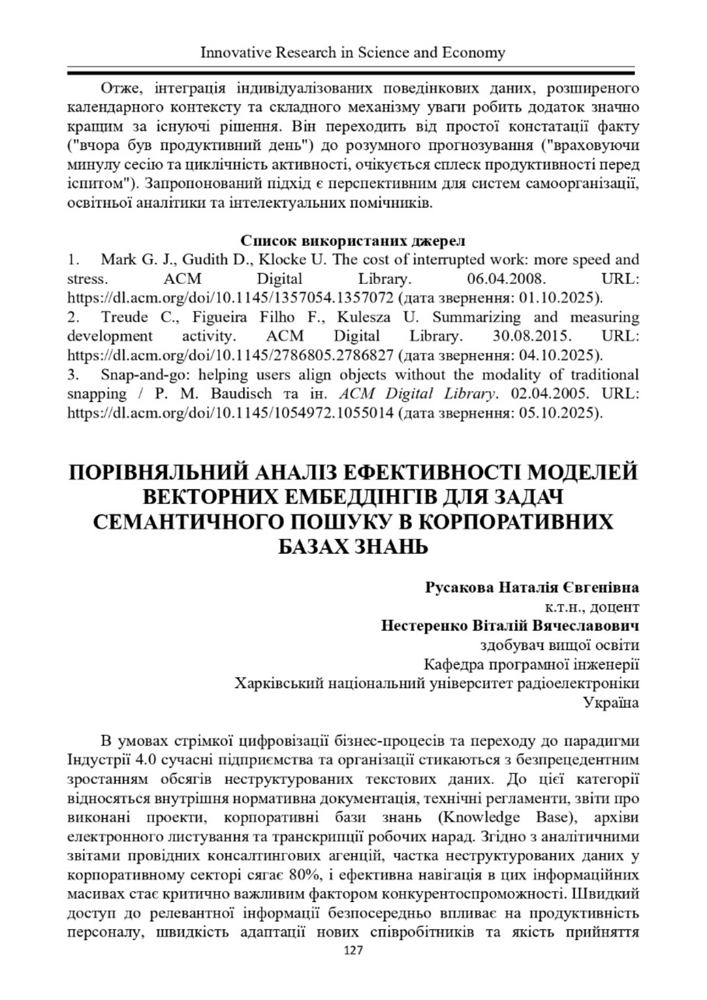 Innovative Research in Science and Economy
Отже, інтеграція індивідуалізованих поведінкових даних, розширеного
календарного контексту та складного механізму уваги робить додаток значно
кращим за існуючі рішення. Він переходить від простої констатації факту
("вчора був продуктивний день") до розумного прогнозування ("враховуючи
минулу сесію та циклічність активності, очікується сплеск продуктивності перед
іспитом"). Запропонований підхід є перспективним для систем самоорганізації,
освітньої аналітики та інтелектуальних помічників.
Список використаних джерел
1. Mark G. J., Gudith D., Klocke U. The cost of interrupted work: more speed and
stress. ACM Digital Library. 06.04.2008. URL:
https://dl.acm.org/doi/10.1145/1357054.1357072 (дата звернення: 01.10.2025).
2. Treude C., Figueira Filho F., Kulesza U. Summarizing and measuring
development activity. ACM Digital Library. 30.08.2015. URL:
https://dl.acm.org/doi/10.1145/2786805.2786827 (дата звернення: 04.10.2025).
3. Snap-and-go: helping users align objects without the modality of traditional
snapping / P. M. Baudisch та ін. ACM Digital Library. 02.04.2005. URL:
https://dl.acm.org/doi/10.1145/1054972.1055014 (дата звернення: 05.10.2025).
ПОРІВНЯЛЬНИЙ АНАЛІЗ ЕФЕКТИВНОСТІ МОДЕЛЕЙ
ВЕКТОРНИХ ЕМБЕДДІНГІВ ДЛЯ ЗАДАЧ
СЕМАНТИЧНОГО ПОШУКУ В КОРПОРАТИВНИХ
БАЗАХ ЗНАНЬ
Русакова Наталія Євгенівна
к.т.н., доцент
Нестеренко Віталій Вячеславович
здобувач вищої освіти
Кафедра програмної інженерії
Харківський національний університет радіоелектроніки
Україна
В умовах стрімкої цифровізації бізнес-процесів та переходу до парадигми
Індустрії 4.0 сучасні підприємства та організації стикаються з безпрецедентним
зростанням обсягів неструктурованих текстових даних. До цієї категорії
відносяться внутрішня нормативна документація, технічні регламенти, звіти про
виконані проекти, корпоративні бази знань (Knowledge Base), архіви
електронного листування та транскрипції робочих нарад. Згідно з аналітичними
звітами провідних консалтингових агенцій, частка неструктурованих даних у
корпоративному секторі сягає 80%, і ефективна навігація в цих інформаційних
масивах стає критично важливим фактором конкурентоспроможності. Швидкий
доступ до релевантної інформації безпосередньо впливає на продуктивність
персоналу, швидкість адаптації нових співробітників та якість прийняття
127